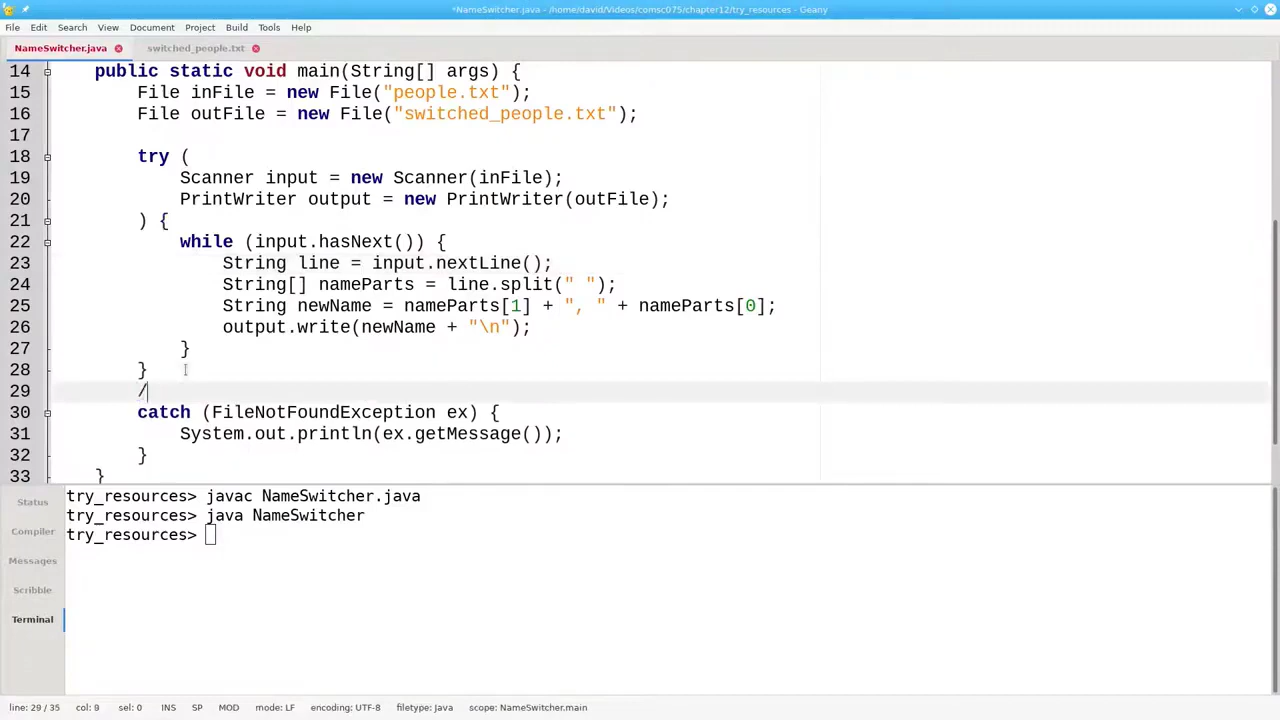 *NameSwitcher.java - /home/david/Videos/comsc075/chapter12/try_resources - Geany
File Edit Search View Document Project Build Tools Help
NameSwitcher.java switched_people.txt
14 public static void main(String[] args) {
15 File inFile = new File("people.txt");
16 File outFile = new File("switched_people.txt");
17
18 try (
19 Scanner input = new Scanner(inFile);
20 PrintWriter output = new PrintWriter(outFile);
21 ) {
22 while (input.hasNext()) {
23 String line = input.nextLine();
24 String[] nameParts = line.split(" ");
25 String newName = nameParts[1] + ", " + nameParts[0];
26 output.write(newName + "\n");
27 }
28 }
29 /
30 catch (FileNotFoundException ex) {
31 System.out.println(ex.getMessage());
32 }
33 }
Status
Compiler
Messages
Scribble
Terminal
try_resources> javac NameSwitcher.java
try_resources> java NameSwitcher
try_resources>
line: 29 / 35 col: 9 sel: 0 INS SP MOD mode: LF encoding: UTF-8 filetype: Java scope: NameSwitcher.main